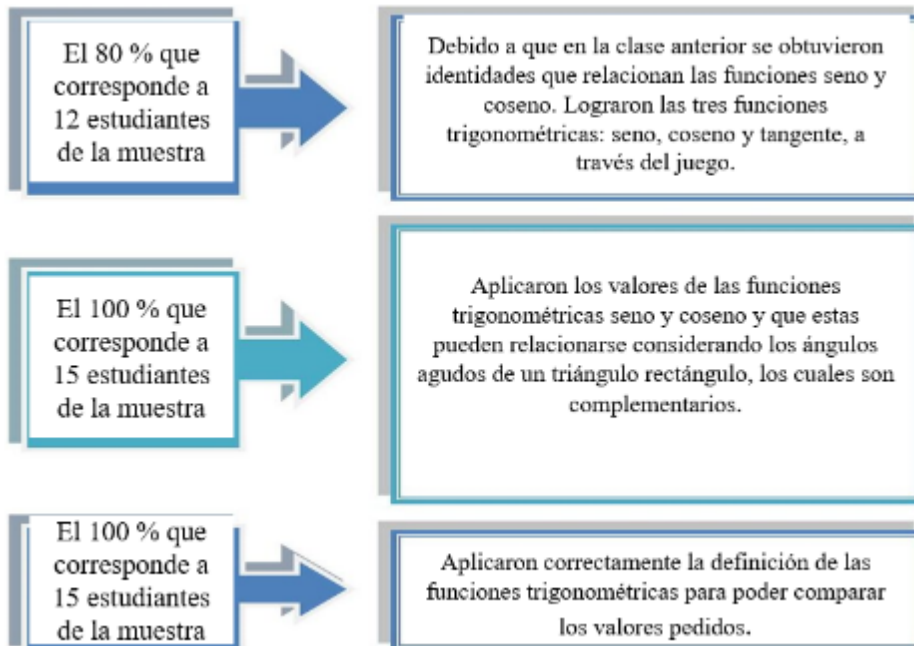 El 80 % que
corresponde a
12 estudiantes
de la muestra
Debido a que en la clase anterior se obtuvieron
identidades que relacionan las funciones seno y
coseno. Lograron las tres funciones
trigonométricas: seno, coseno y tangente, a
través del juego.
El 100 % que
corresponde a
15 estudiantes
de la muestra
Aplicaron los valores de las funciones
trigonométricas seno y coseno y que estas
pueden relacionarse considerando los ángulos
agudos de un triángulo rectángulo, los cuales son
complementarios.
El 100 % que
corresponde a
15 estudiantes
de la muestra
Aplicaron correctamente la definición de las
funciones trigonométricas para poder comparar
los valores pedidos.